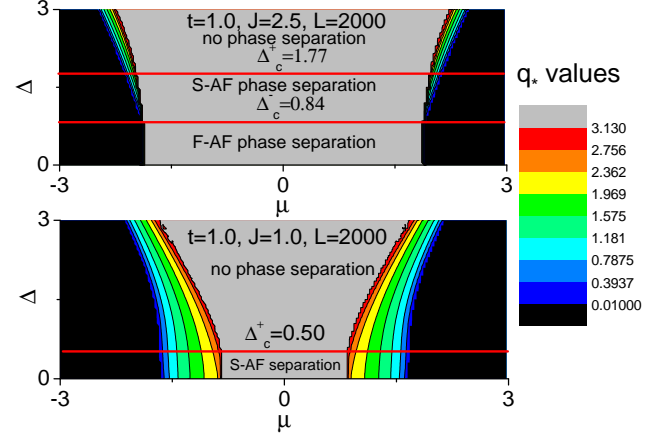 3
Δ
0
t=1.0, J=2.5, L=2000
no phase separation
Δc+=1.77
S-AF phase separation
Δc-=0.84
F-AF phase separation
-3
0
3
μ
3
Δ
0
t=1.0, J=1.0, L=2000
no phase separation
Δc+=0.50
S-AF separation
-3
0
3
μ
q* values
3.130
2.756
2.362
1.969
1.575
1.181
0.7875
0.3937
0.01000